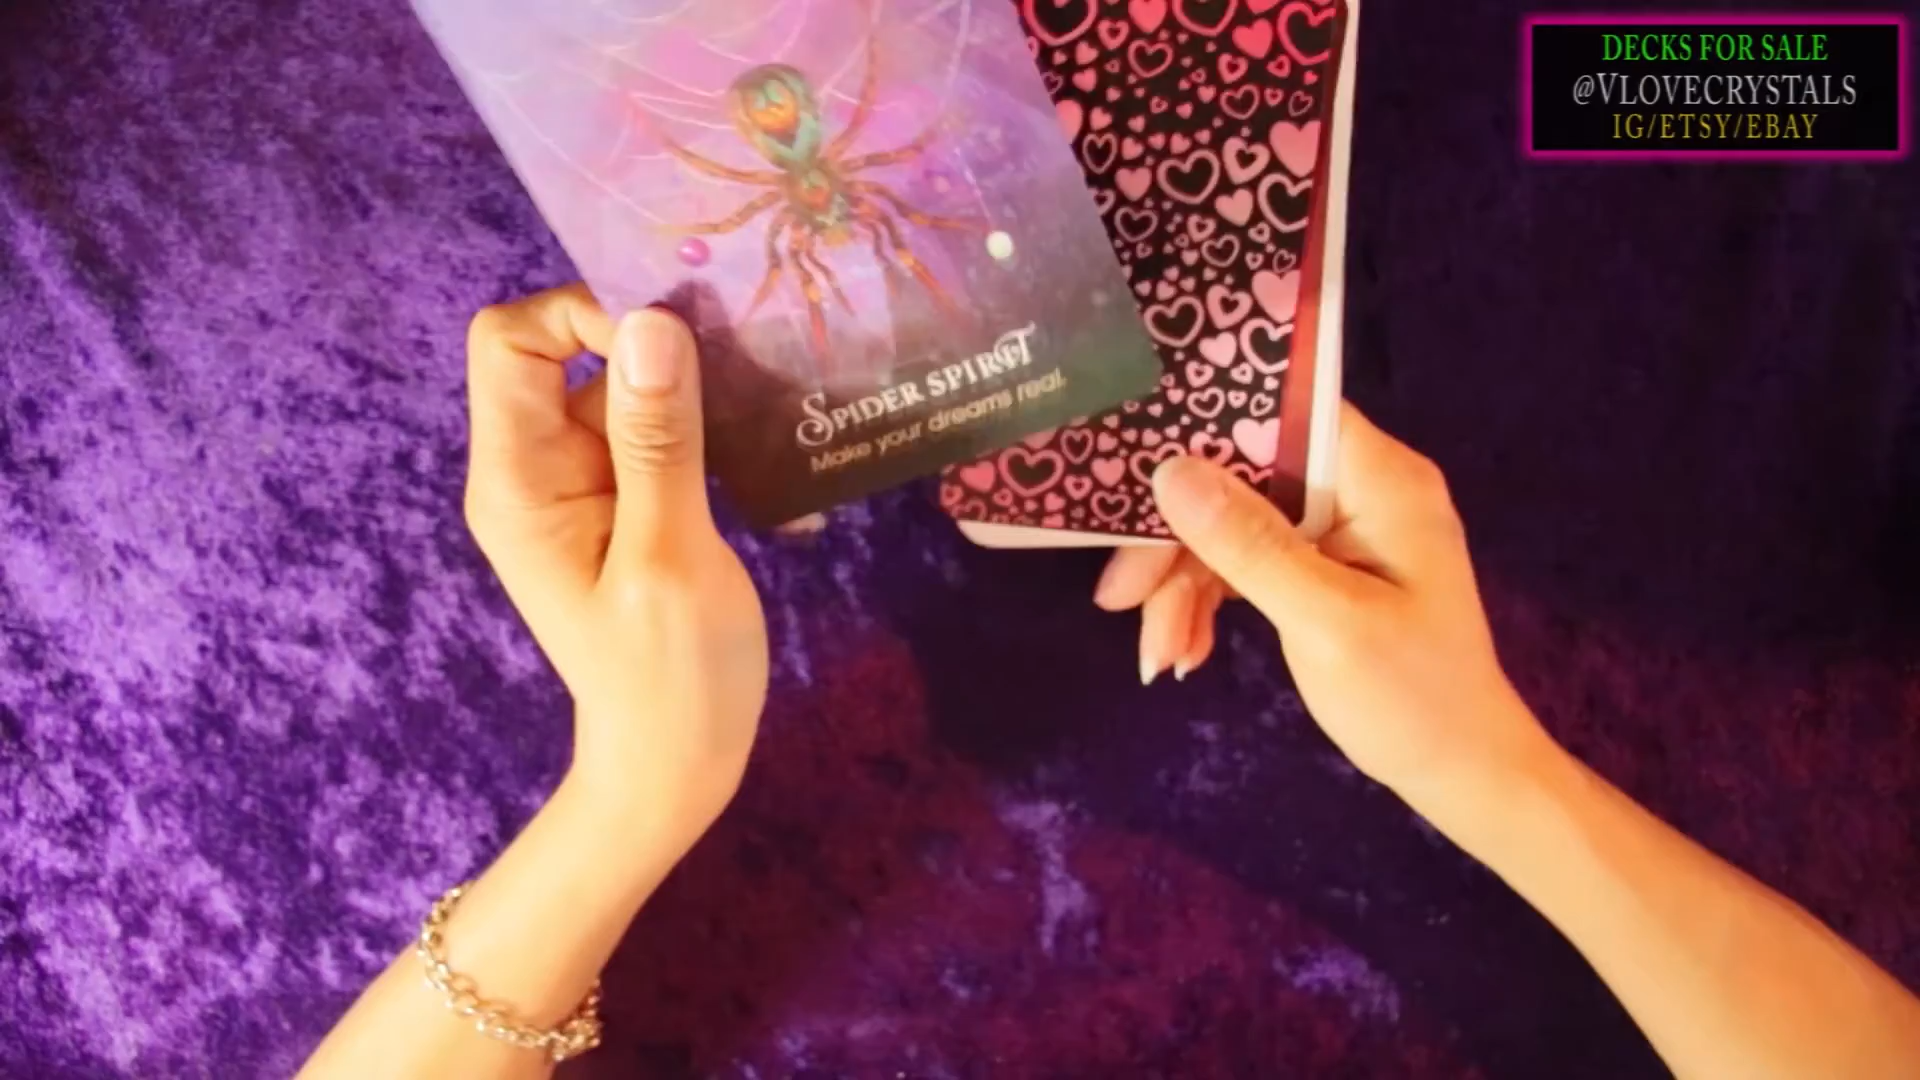 DECKS FOR SALE
@VLOVECRYSTALS
IG/ETSY/EBAY
SPIDER SPIRIT
Make your dreams real.